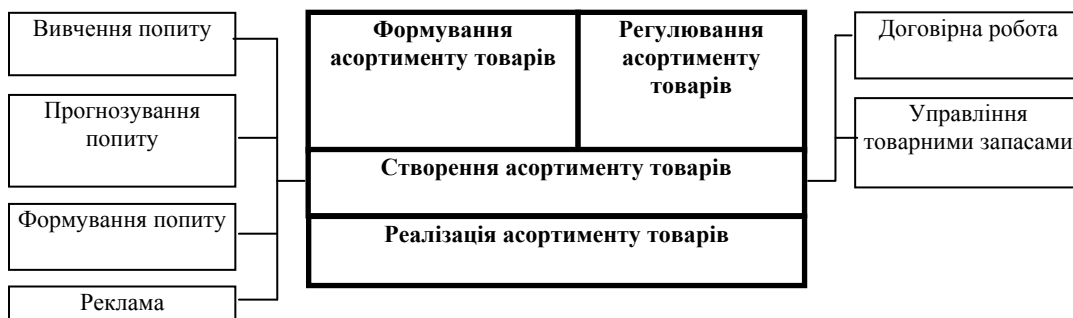 Вивчення попиту
Прогнозування
попиту
Формування попиту
Реклама
Формування
асортименту товарів
Регулювання
асортименту
товарів
Створення асортименту товарів
Реалізація асортименту товарів
Договірна робота
Управління
товарними запасами